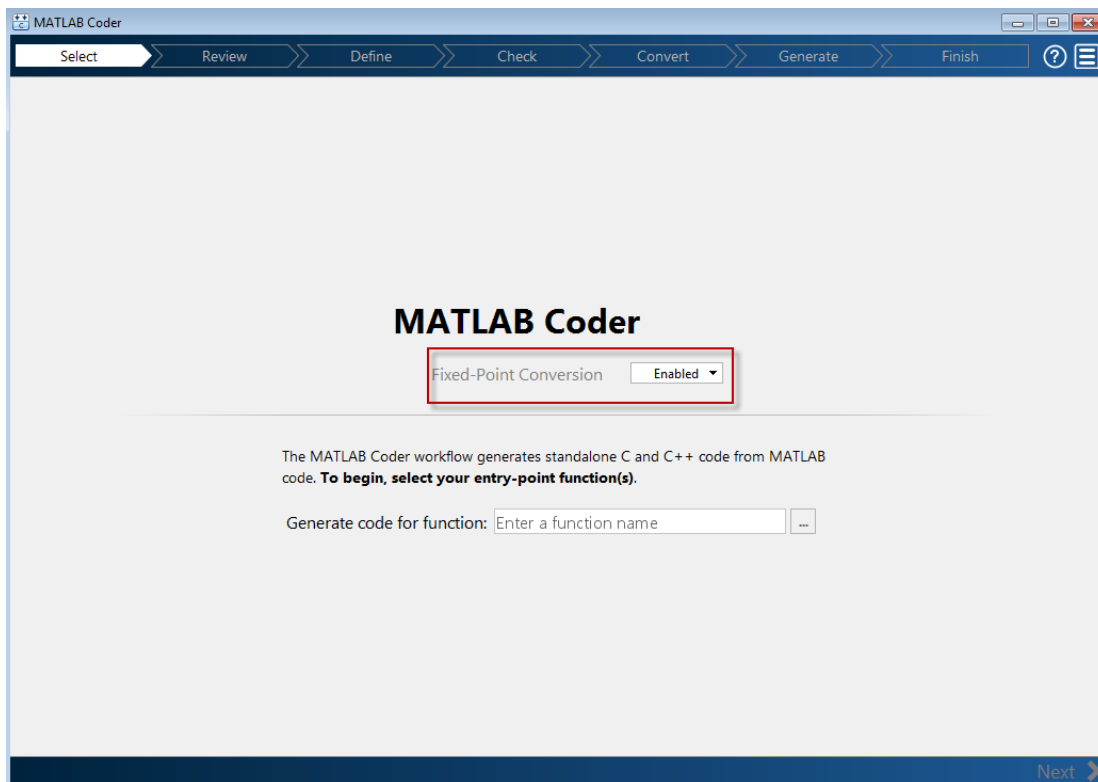 MATLAB Coder
Select Review Define Check Convert Generate Finish
MATLAB Coder
Fixed-Point Conversion Enabled
The MATLAB Coder workflow generates standalone C and C++ code from MATLAB
code. To begin, select your entry-point function(s).
Generate code for function: Enter a function name ...
Next